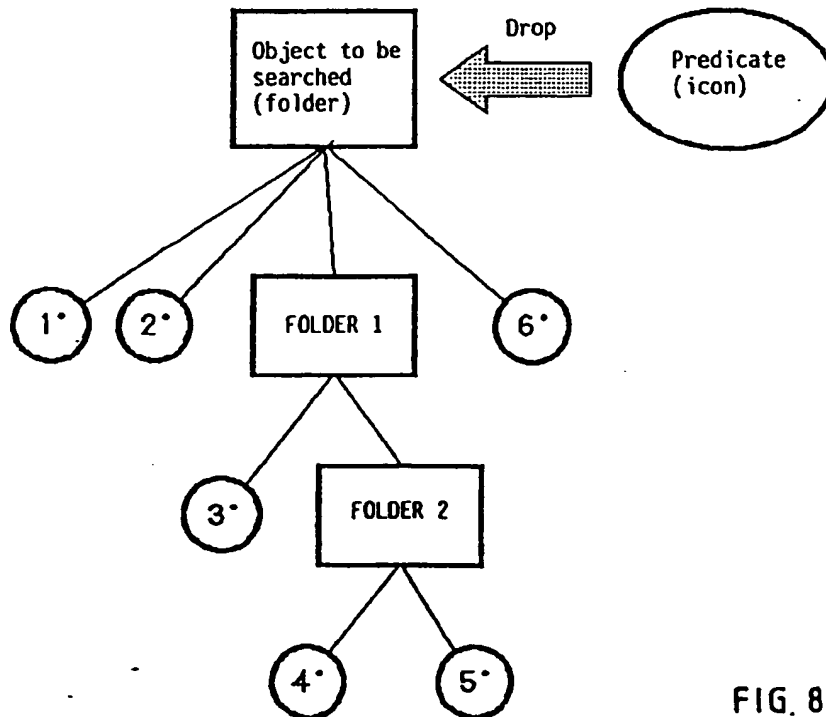 Object to be
searched
(folder)
Drop
Predicate
(icon)
1°
2°
FOLDER 1
6°
3°
FOLDER 2
4°
5°
FIG. 8